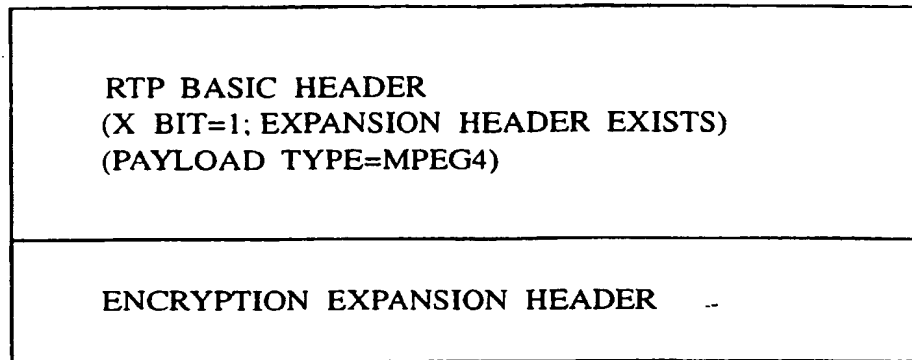 RTP BASIC HEADER
(X BIT=1; EXPANSION HEADER EXISTS)
(PAYLOAD TYPE=MPEG4)
ENCRYPTION EXPANSION HEADER